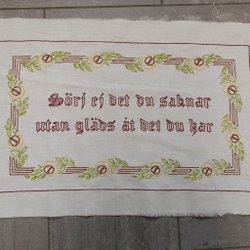 Sörj ej det du saknar
utan gläds åt det du har